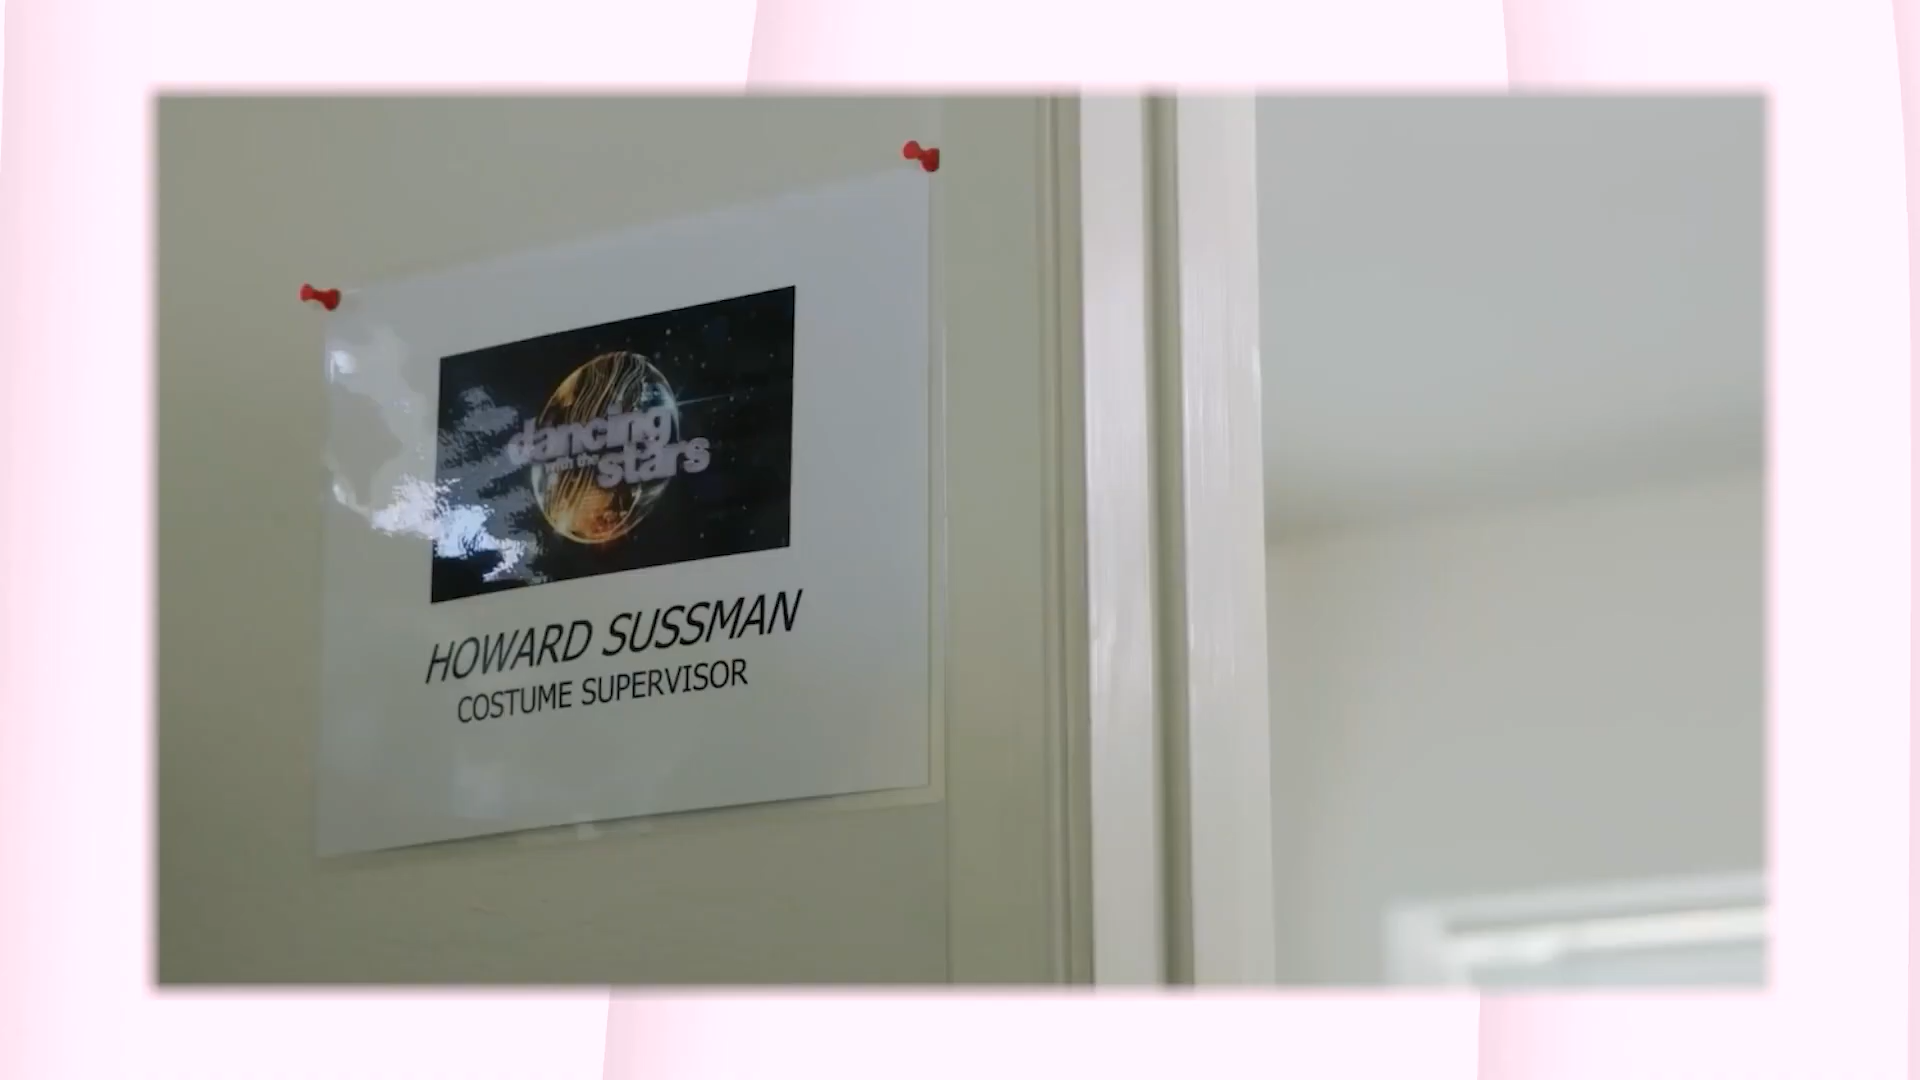 dancing
with the
stars
HOWARD SUSSMAN
COSTUME SUPERVISOR